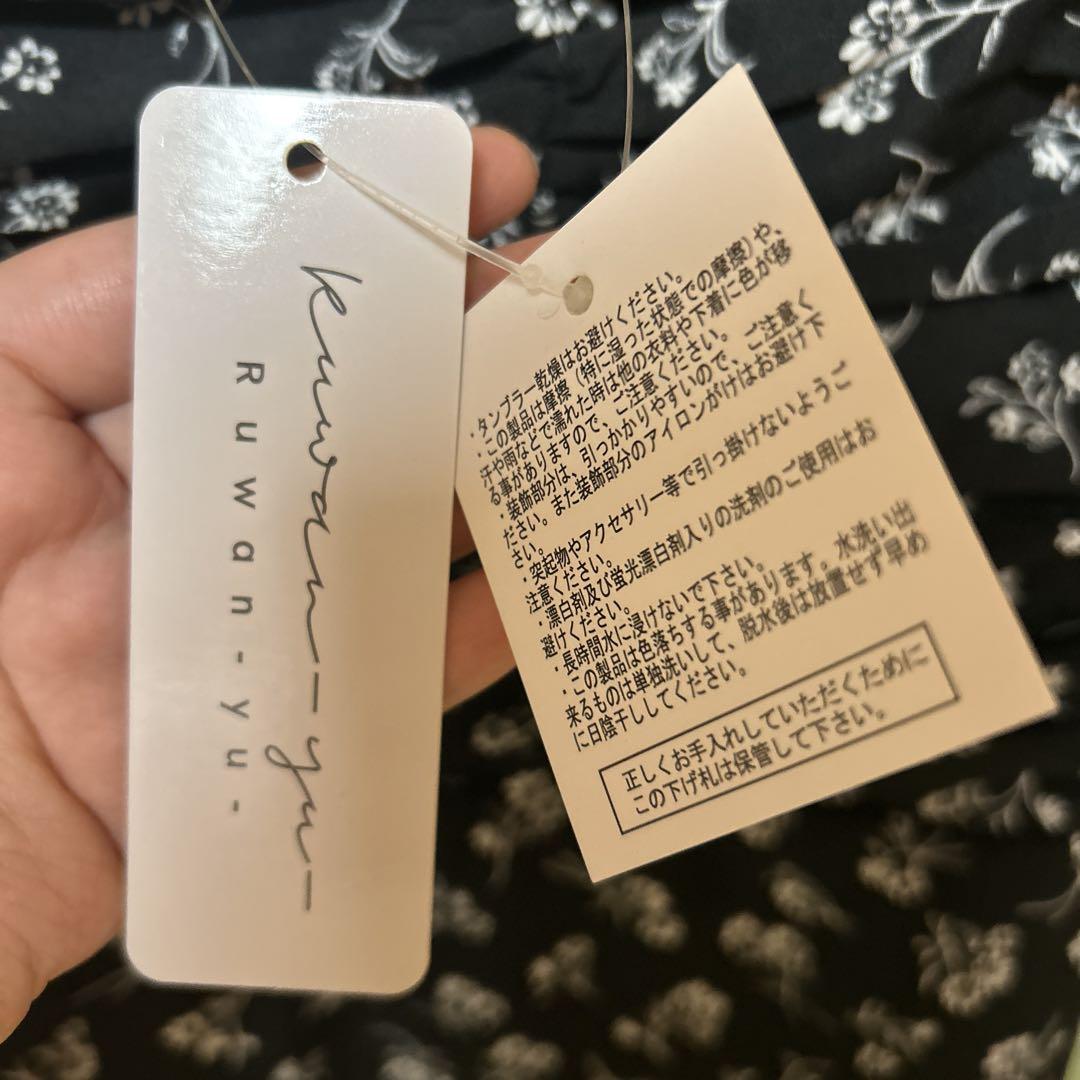 Ruwan-yu-
Ruwan-yu-
・タンブラー乾燥はお避けください。
・この製品は摩擦（特に湿った状態での摩擦）や、
汗や雨などで濡れた時は他の衣料や下着に色が移
る事がありますので、ご注意ください。
・装飾部分は、引っかかりやすいので、ご注意く
ださい。また装飾部分のアイロンがけはお避け下
さい。
・突起物やアクセサリー等で引っ掛けないようご
注意ください。
・漂白剤及び蛍光漂白剤入りの洗剤のご使用はお
避けください。
・長時間水に浸けないで下さい。
・この製品は色落ちする事があります。水洗い出
来るものは単独洗いして、脱水後は放置せず早め
に日陰干ししてください。
正しくお手入れしていただくために
この下げ札は保管して下さい。